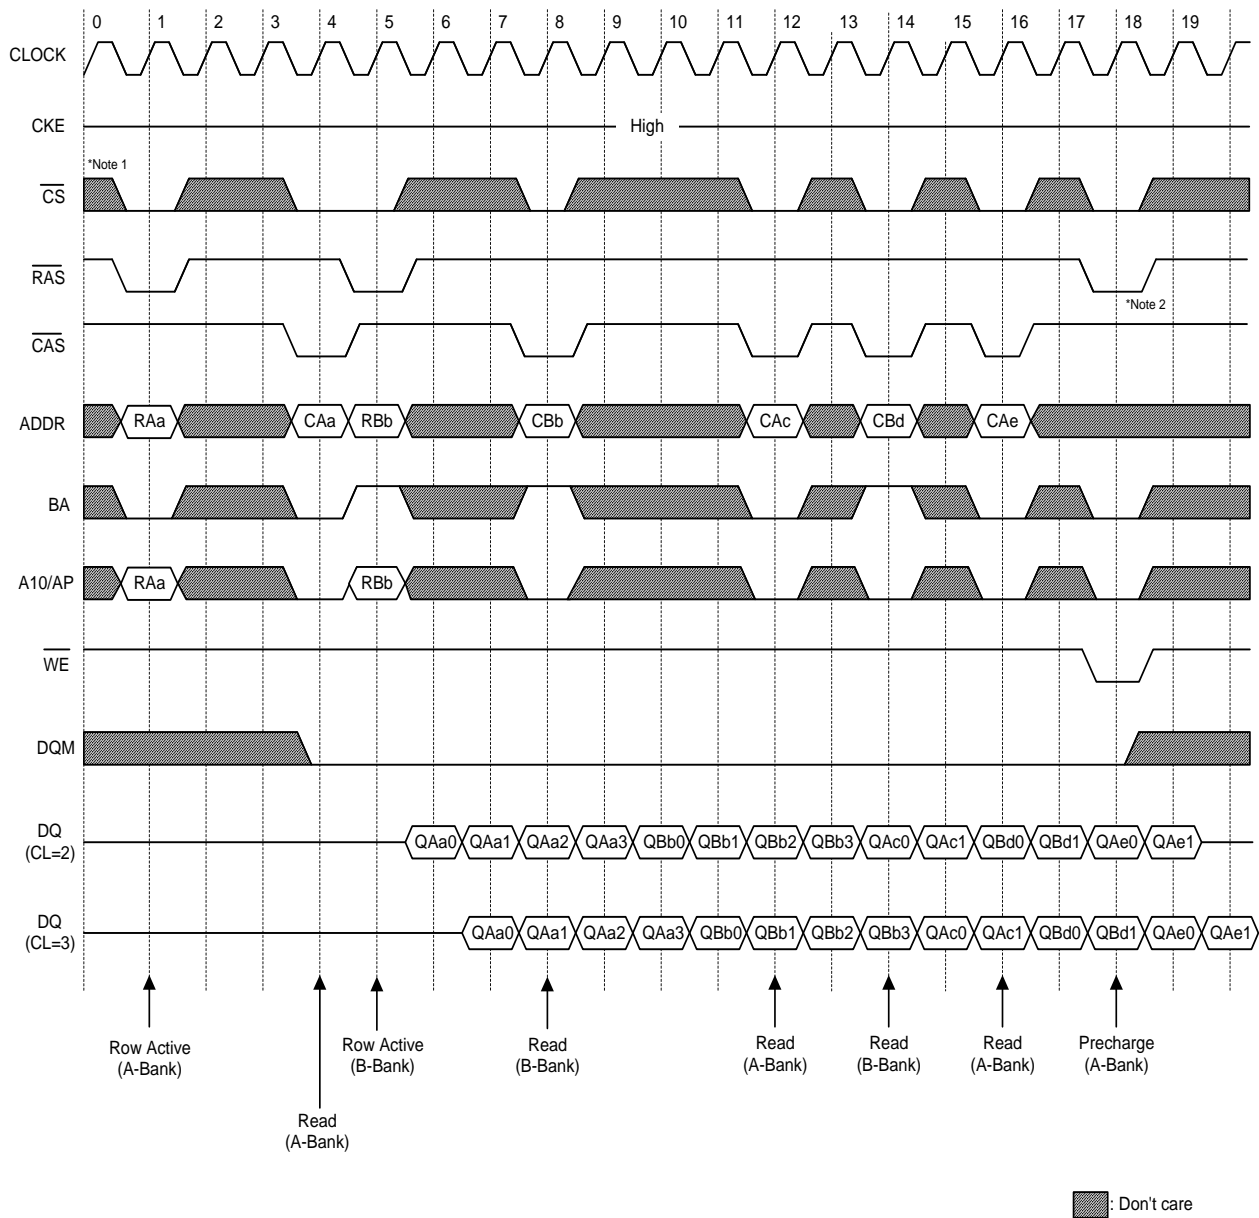 0 1 2 3 4 5 6 7 8 9 10 11 12 13 14 15 16 17 18 19
CLOCK
CKE High
*Note 1
CS
RAS
*Note 2
CAS
ADDR RAa CAa RBb CBb CAc CBd CAe
BA
A10/AP RAa RBb
WE
DQM
DQ
(CL=2)
QAa0 QAa1 QAa2 QAa3 QBb0 QBb1 QBb2 QBb3 QAc0 QAc1 QBd0 QBd1 QAe0 QAe1
DQ
(CL=3)
QAa0 QAa1 QAa2 QAa3 QBb0 QBb1 QBb2 QBb3 QAc0 QAc1 QBd0 QBd1 QAe0 QAe1
Row Active
(A-Bank)
Read
(A-Bank)
Row Active
(B-Bank)
Read
(B-Bank)
Read
(A-Bank)
Read
(B-Bank)
Read
(A-Bank)
Precharge
(A-Bank)
: Don't care